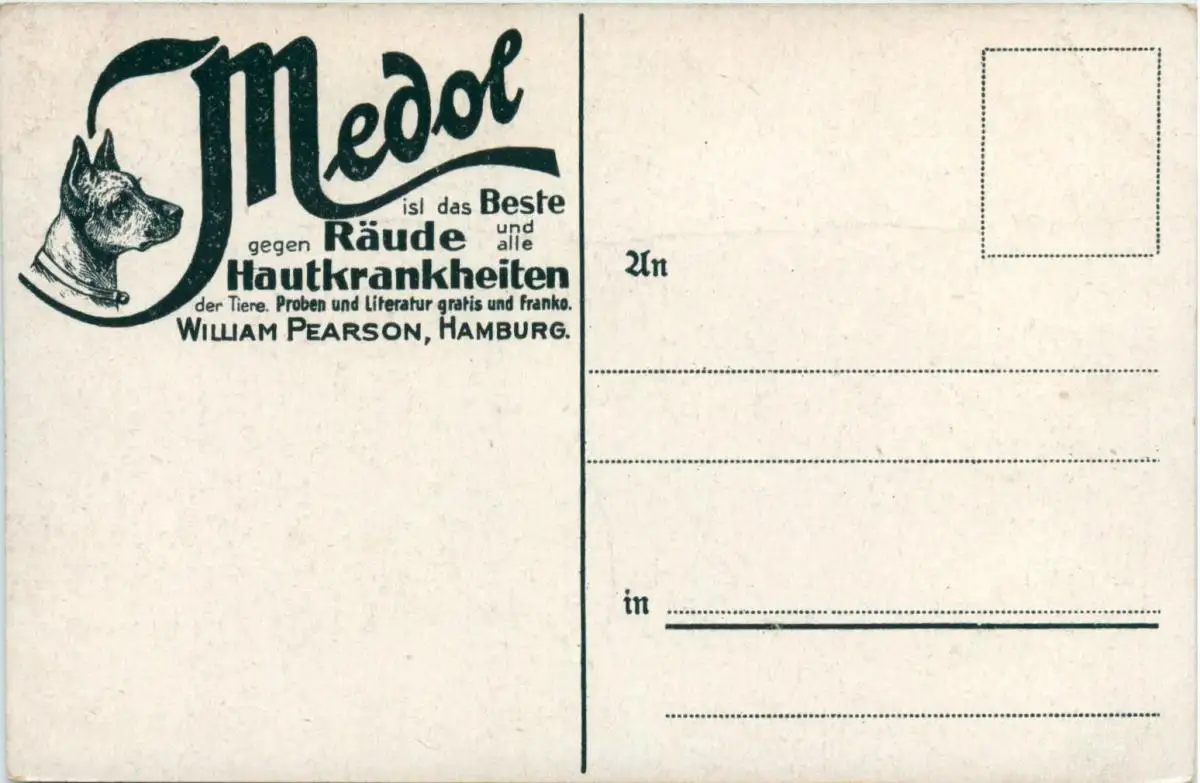 Medol
ist das Beste
gegen Räude und alle
Hautkrankheiten
der Tiere. Proben und Literatur gratis und franko.
WILLIAM PEARSON, HAMBURG.
An
in